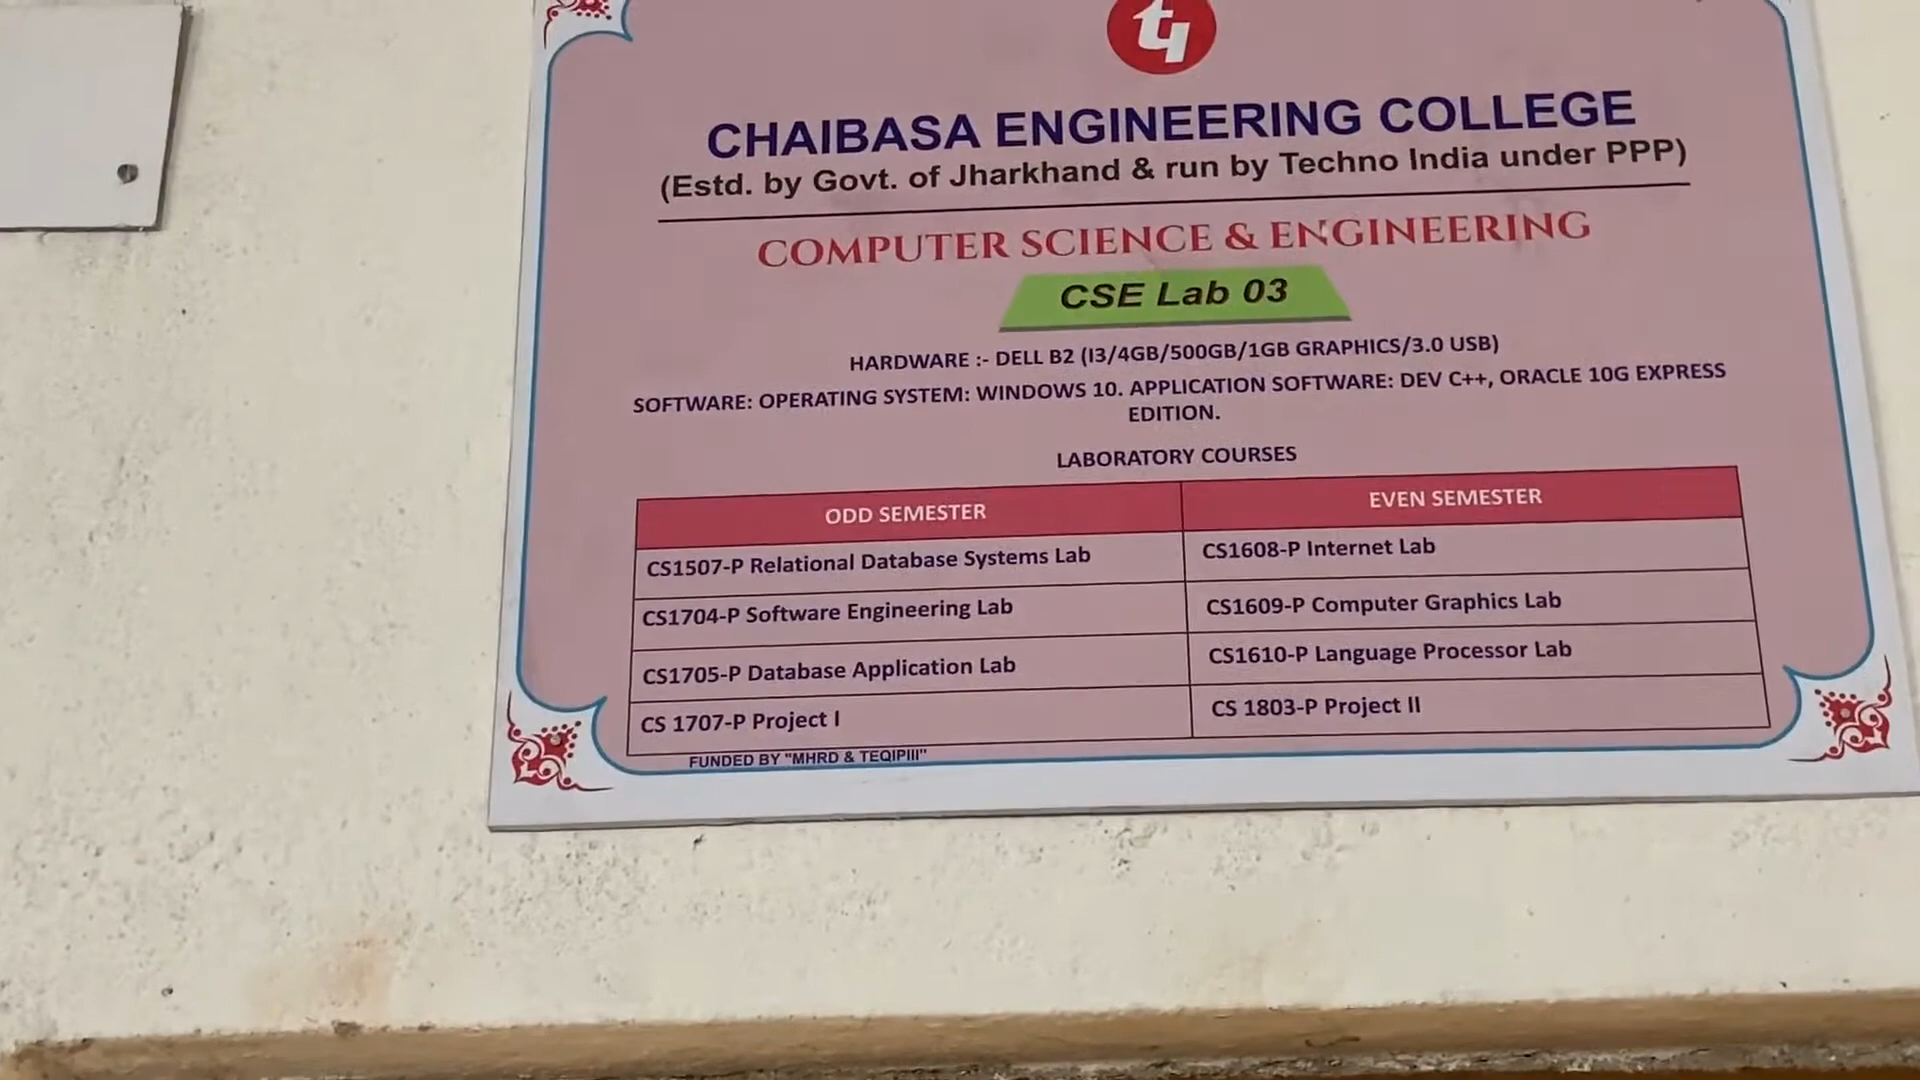 CHAIBASA ENGINEERING COLLEGE
(Estd. by Govt. of Jharkhand & run by Techno India under PPP)
COMPUTER SCIENCE & ENGINEERING
CSE Lab 03
HARDWARE :- DELL B2 (I3/4GB/500GB/1GB GRAPHICS/3.0 USB)
SOFTWARE: OPERATING SYSTEM: WINDOWS 10. APPLICATION SOFTWARE: DEV C++, ORACLE 10G EXPRESS
EDITION.
LABORATORY COURSES
ODD SEMESTER EVEN SEMESTER
CS1507-P Relational Database Systems Lab CS1608-P Internet Lab
CS1704-P Software Engineering Lab CS1609-P Computer Graphics Lab
CS1705-P Database Application Lab CS1610-P Language Processor Lab
CS 1707-P Project I CS 1803-P Project II
FUNDED BY "MHRD & TEQIPIII"